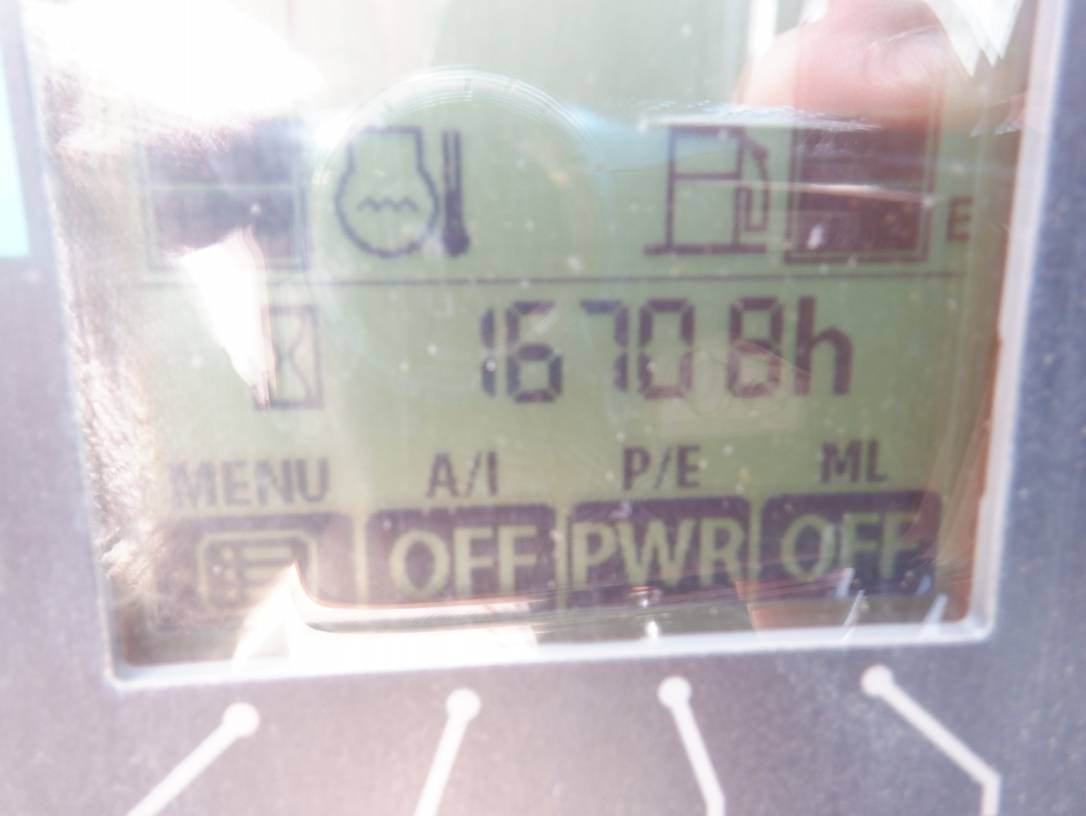 E
16708h
MENU A/I P/E ML
OFF PWR OFF